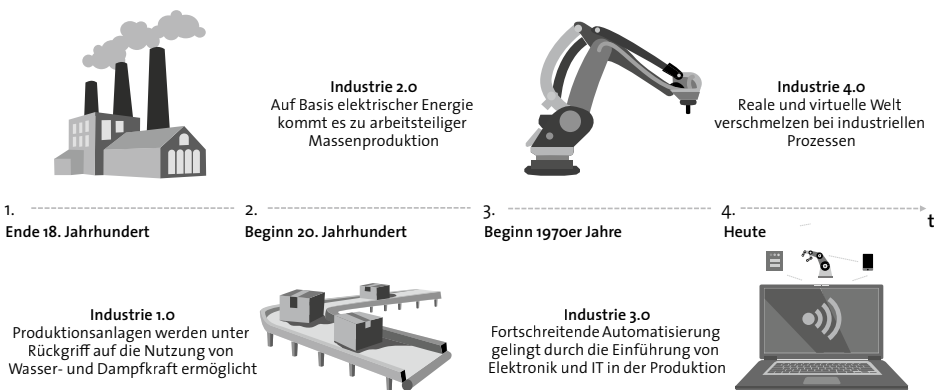 Industrie 2.0
Auf Basis elektrischer Energie
kommt es zu arbeitsteiliger
Massenproduktion
Industrie 4.0
Reale und virtuelle Welt
verschmelzen bei industriellen
Prozessen
1.
Ende 18. Jahrhundert
2.
Beginn 20. Jahrhundert
3.
Beginn 1970er Jahre
4.
Heute
t
Industrie 1.0
Produktionsanlagen werden unter
Rückgriff auf die Nutzung von
Wasser- und Dampfkraft ermöglicht
Industrie 3.0
Fortschreitende Automatisierung
gelingt durch die Einführung von
Elektronik und IT in der Produktion